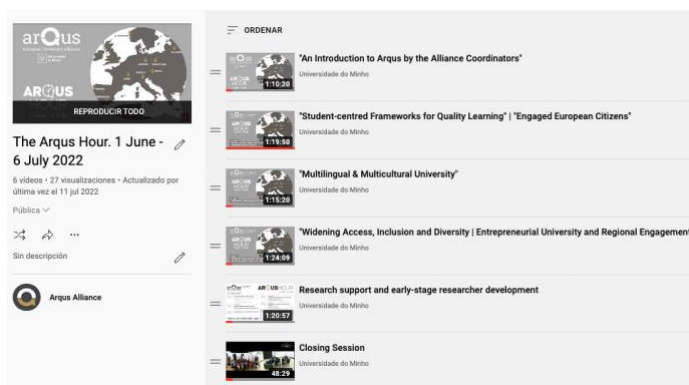 arQus
ARQUS
REPRODUCIR TODO
The Arqus Hour. 1 June -
6 July 2022
6 vídeos • 27 visualizaciones • Actualizado por
última vez el 11 jul 2022
Pública
Sin descripción
Arqus Alliance
ORDENAR
1:10:20
"An Introduction to Arqus by the Alliance Coordinators"
Universidade do Minho
1:19:50
"Student-centred Frameworks for Quality Learning" | "Engaged European Citizens"
Universidade do Minho
1:15:20
"Multilingual & Multicultural University"
Universidade do Minho
1:24:09
"Widening Access, Inclusion and Diversity | Entrepreneurial University and Regional Engagement
Universidade do Minho
1:20:57
Research support and early-stage researcher development
Universidade do Minho
48:29
Closing Session
Universidade do Minho